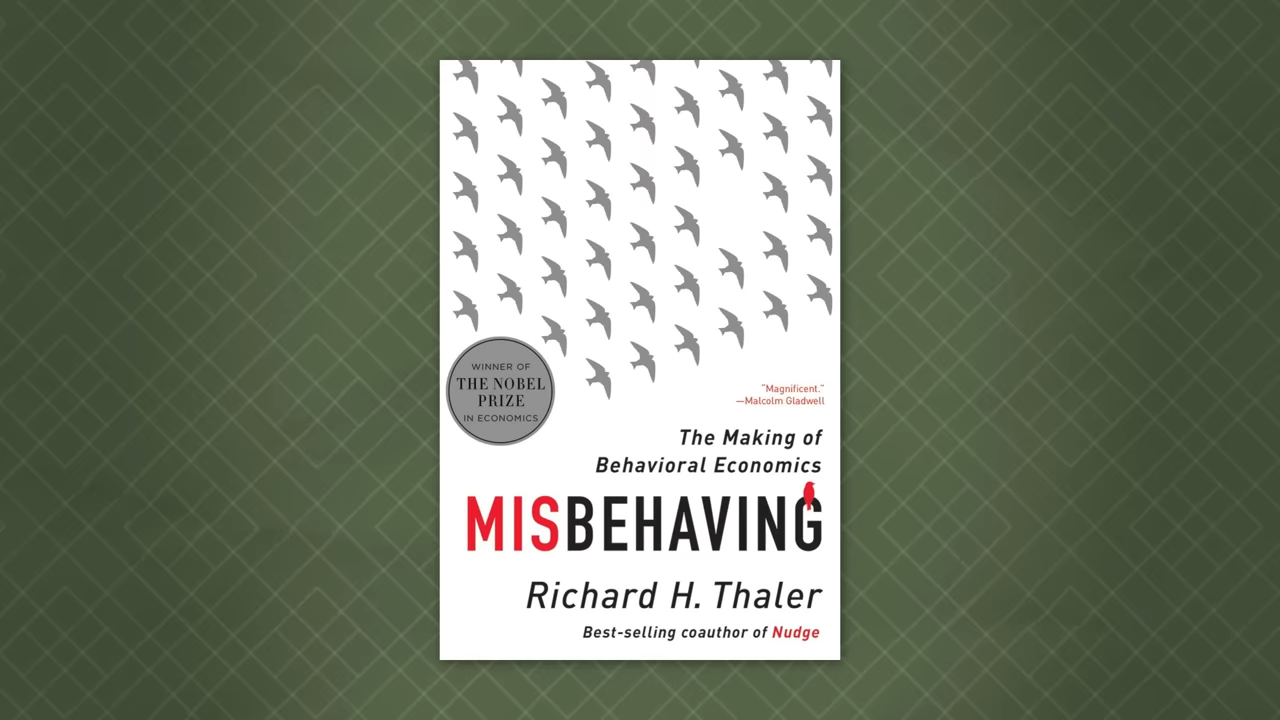 WINNER OF
THE NOBEL
PRIZE
IN ECONOMICS
"Magnificent."
—Malcolm Gladwell
The Making of
Behavioral Economics
MISBEHAVING
Richard H. Thaler
Best-selling coauthor of Nudge